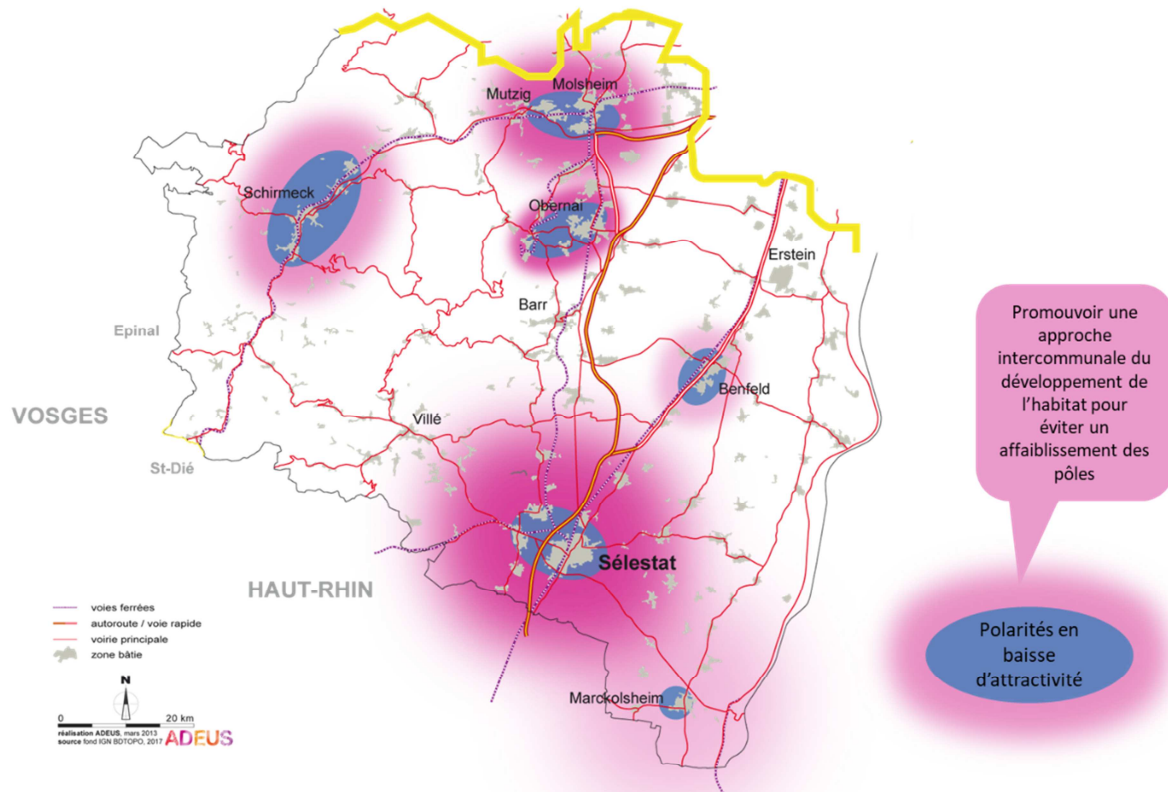 Molsheim
Mutzig
Schirmeck
Obernai
Erstein
Barr
Epinal
Benfeld
VOSGES
Villé
St-Dié
Sélestat
HAUT-RHIN
Marckolsheim
voies ferrées
autoroute / voie rapide
voirie principale
zone bâtie
N
0 20 km
réalisation ADEUS, mars 2013
source fond IGN BDTOPO, 2017
ADEUS
Promouvoir une
approche
intercommunale du
développement de
l’habitat pour
éviter un
affaiblissement des
pôles
Polarités en
baisse
d’attractivité